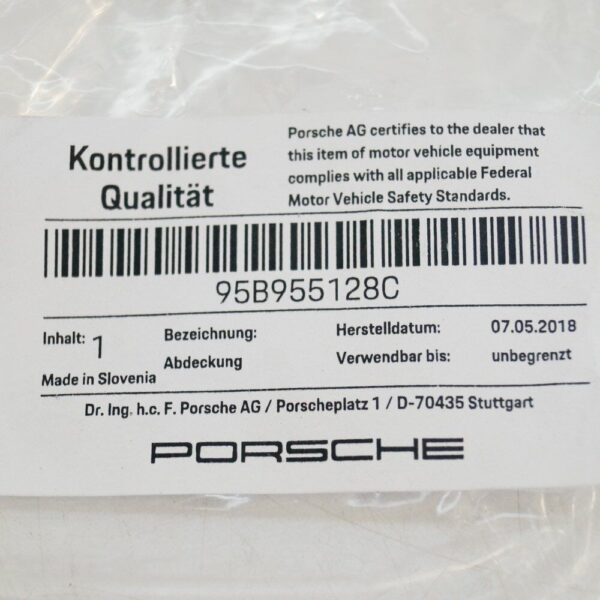 Kontrollierte
Qualität
Porsche AG certifies to the dealer that
this item of motor vehicle equipment
complies with all applicable Federal
Motor Vehicle Safety Standards.
95B955128C
Inhalt: 1
Bezeichnung:
Abdeckung
Herstelldatum: 07.05.2018
Verwendbar bis: unbegrenzt
Made in Slovenia
Dr. Ing. h.c. F. Porsche AG / Porscheplatz 1 / D-70435 Stuttgart
PORSCHE